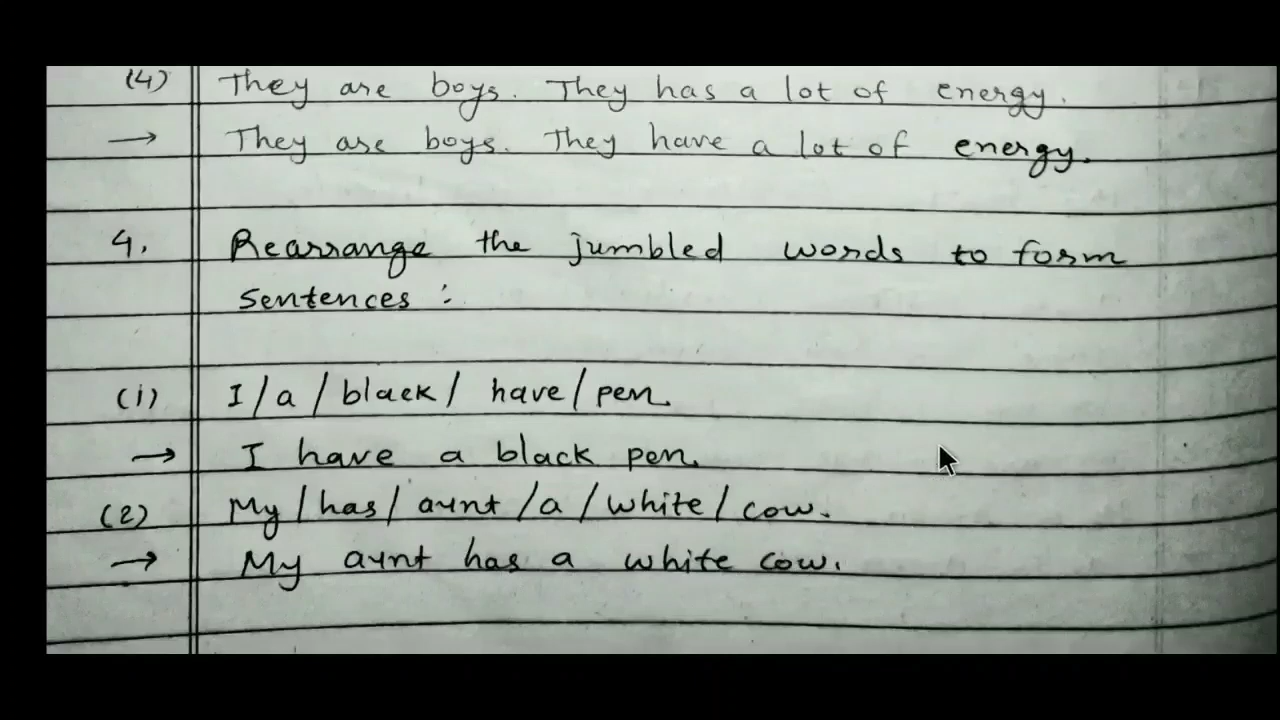 (4) They are boys. They has a lot of energy.
→ They are boys. They have a lot of energy.
4. Rearrange the jumbled words to form
sentences :
(1) I/a/black/ have/pen.
→ I have a black pen.
(2) My/has/aunt/a/white/cow.
→ My aunt has a white cow.